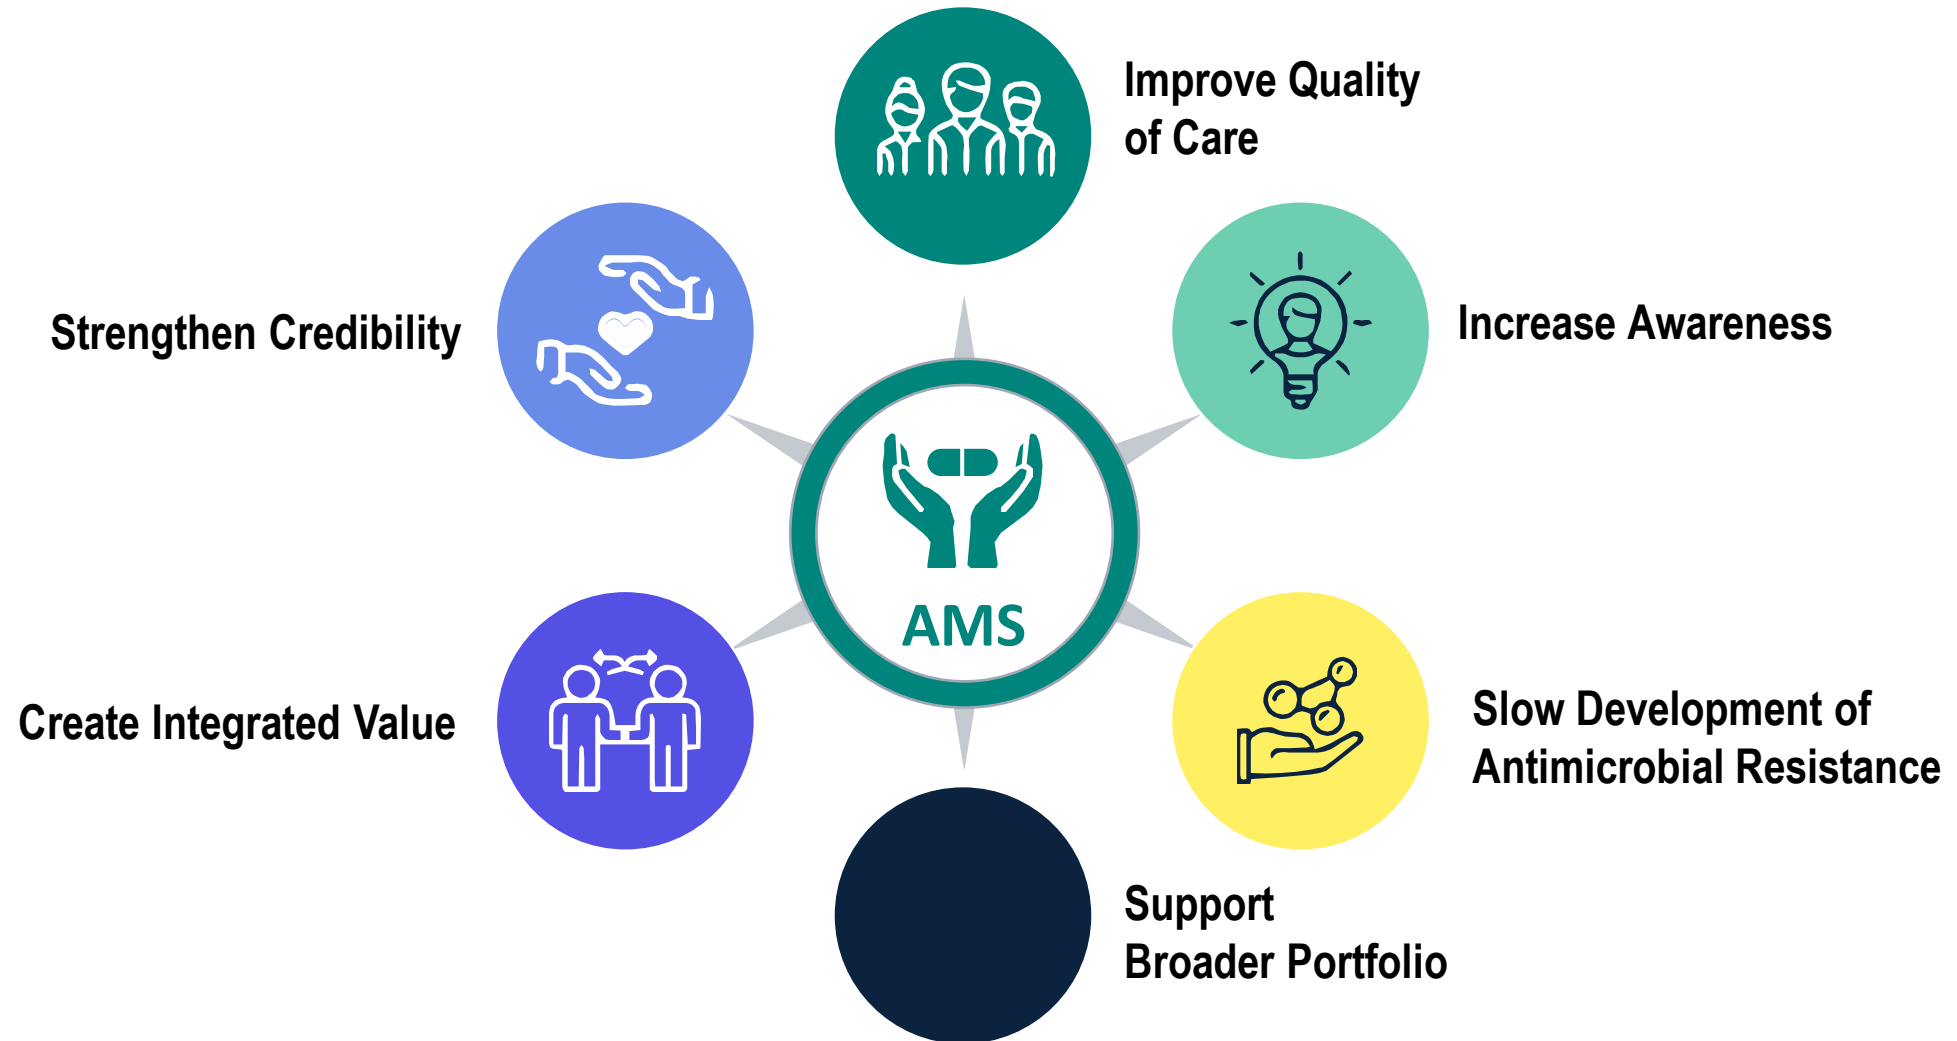 Improve Quality
of Care
Strengthen Credibility
Increase Awareness
AMS
Create Integrated Value
Slow Development of
Antimicrobial Resistance
Support
Broader Portfolio